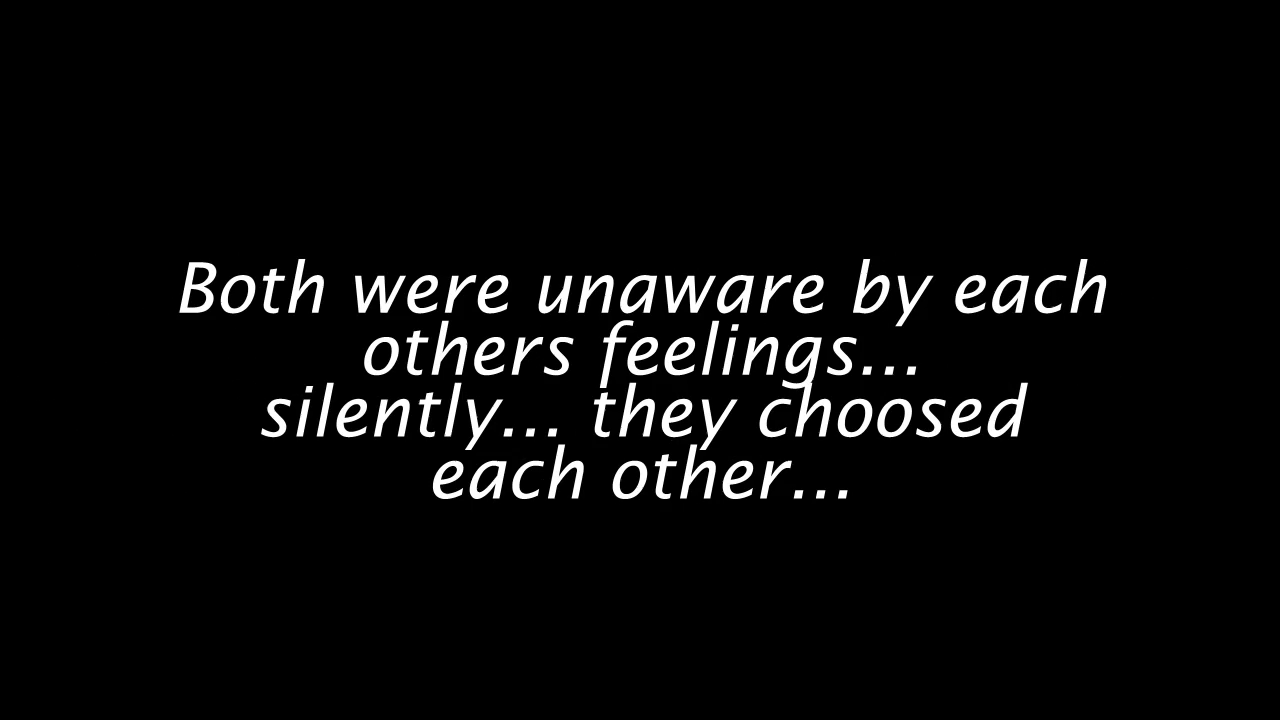 Both were unaware by each
others feelings...
silently... they choosed
each other...